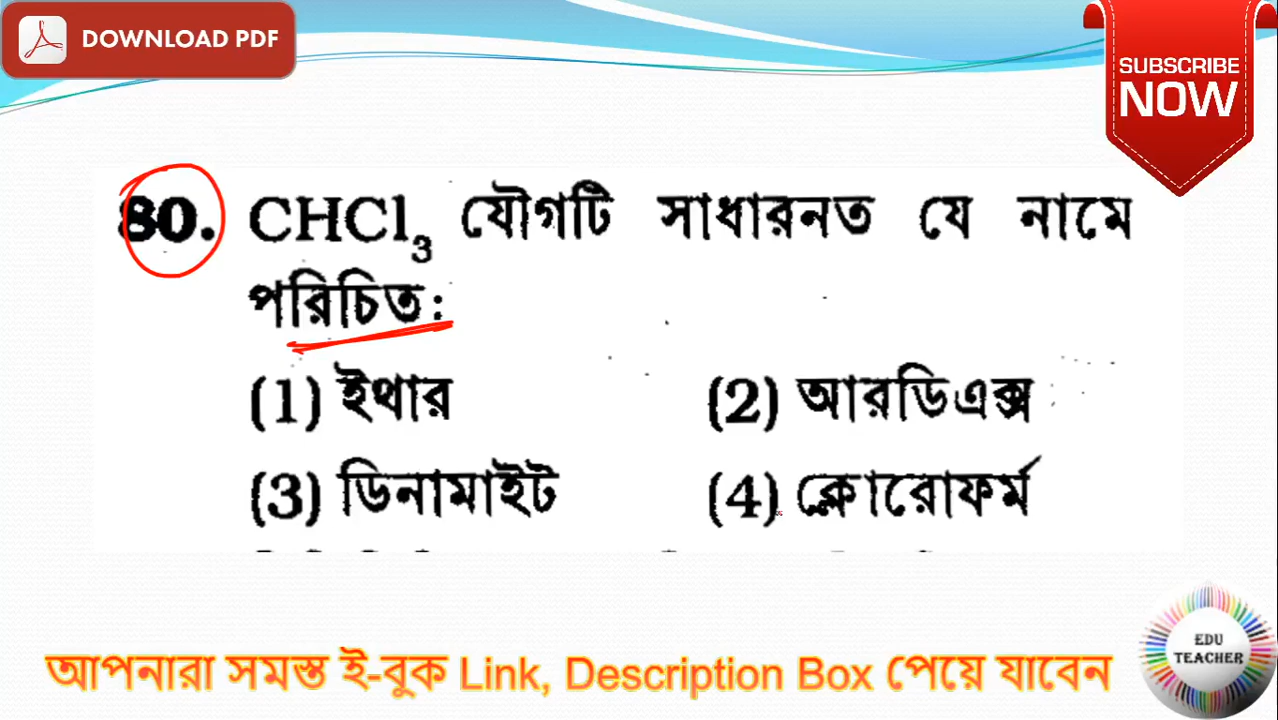 DOWNLOAD PDF
SUBSCRIBE
NOW
80. CHCl₃ যৌগটি সাধারনত যে নামে
পরিচিত:
(1) ইথার (2) আরডিএক্স
(3) ডিনামাইট (4) ক্লোরোফর্ম
EDU
TEACHER
আপনারা সমস্ত ই-বুক Link, Description Box পেয়ে যাবেন